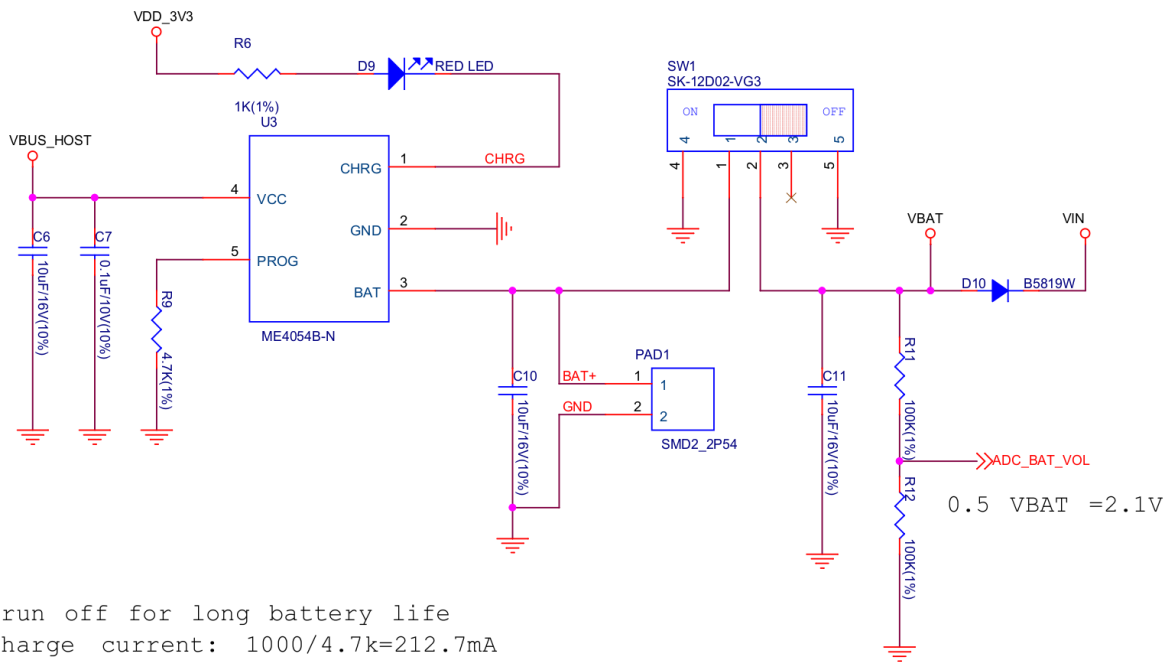 VDD_3V3
R6
D9
RED LED
1K(1%)
U3
VBUS_HOST
CHRG
1
CHRG
4
VCC
GND
2
5
PROG
BAT
3
ME4054B-N
C6
10uF/16V(10%)
C7
0.1uF/10V(10%)
R9
4.7K(1%)
SW1
SK-12D02-VG3
ON
OFF
4
1
2
3
5
4
1
2
3
5
VBAT
VIN
D10
B5819W
PAD1
BAT+
1
1
GND
2
2
SMD2_2P54
C10
10uF/16V(10%)
C11
10uF/16V(10%)
R11
100K(1%)
ADC_BAT_VOL
R12
100K(1%)
0.5 VBAT =2.1V
run off for long battery life
harge current: 1000/4.7k=212.7mA